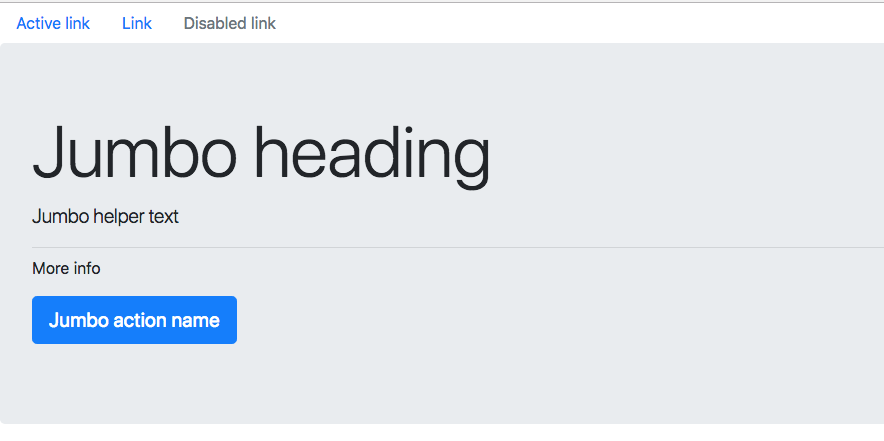 Active link Link Disabled link
Jumbo heading
Jumbo helper text
More info
Jumbo action name